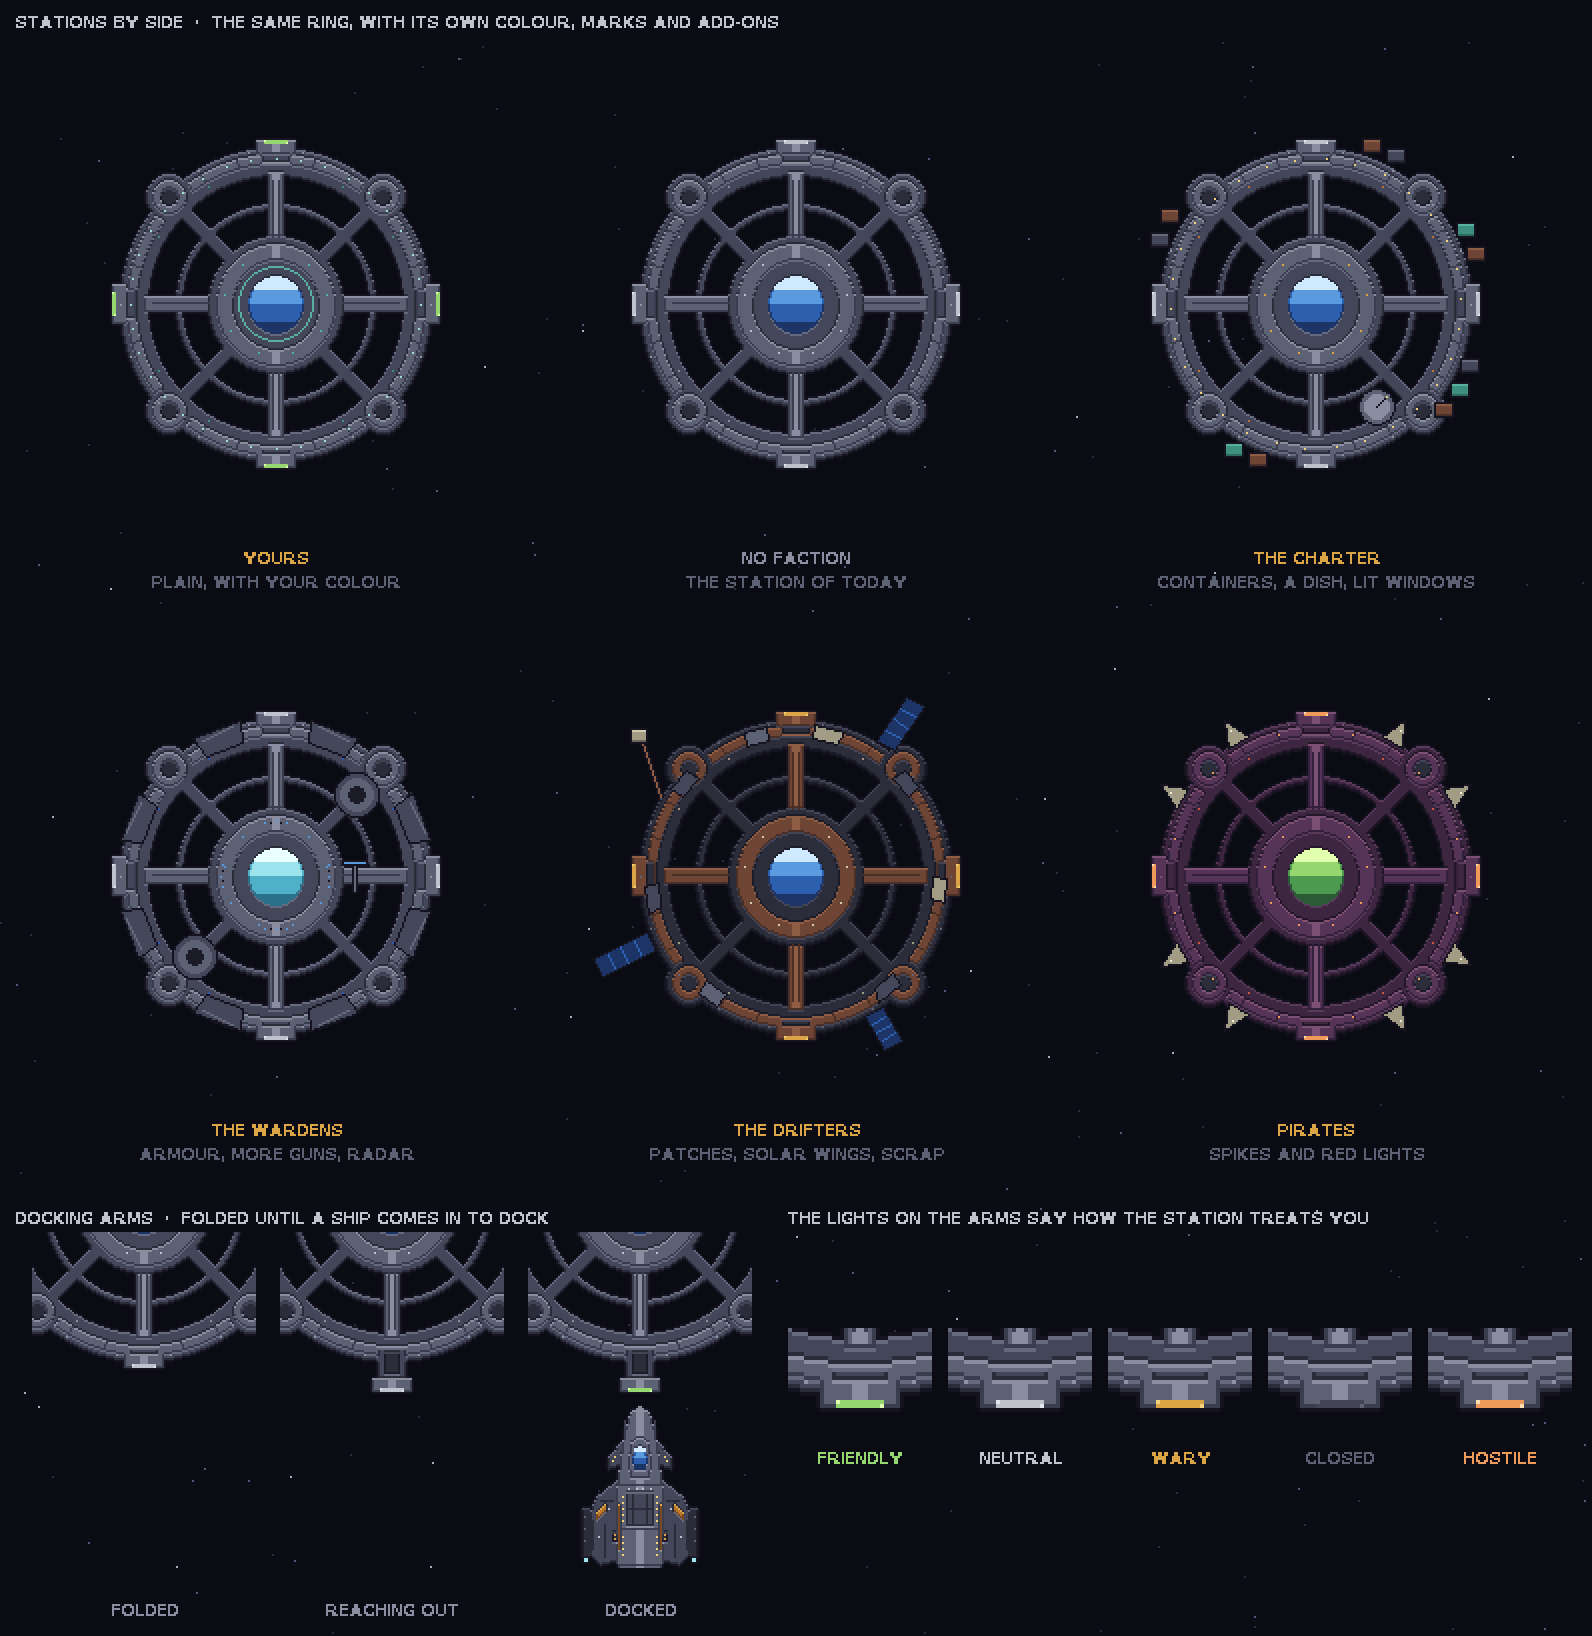 STATIONS BY SIDE · THE SAME RING, WITH ITS OWN COLOUR, MARKS AND ADD-ONS
YOURS
PLAIN, WITH YOUR COLOUR
NO FACTION
THE STATION OF TODAY
THE CHARTER
CONTAINERS, A DISH, LIT WINDOWS
THE WARDENS
ARMOUR, MORE GUNS, RADAR
THE DRIFTERS
PATCHES, SOLAR WINGS, SCRAP
PIRATES
SPIKES AND RED LIGHTS
DOCKING ARMS · FOLDED UNTIL A SHIP COMES IN TO DOCK
FOLDED
REACHING OUT
DOCKED
THE LIGHTS ON THE ARMS SAY HOW THE STATION TREATS YOU
FRIENDLY
NEUTRAL
WARY
CLOSED
HOSTILE